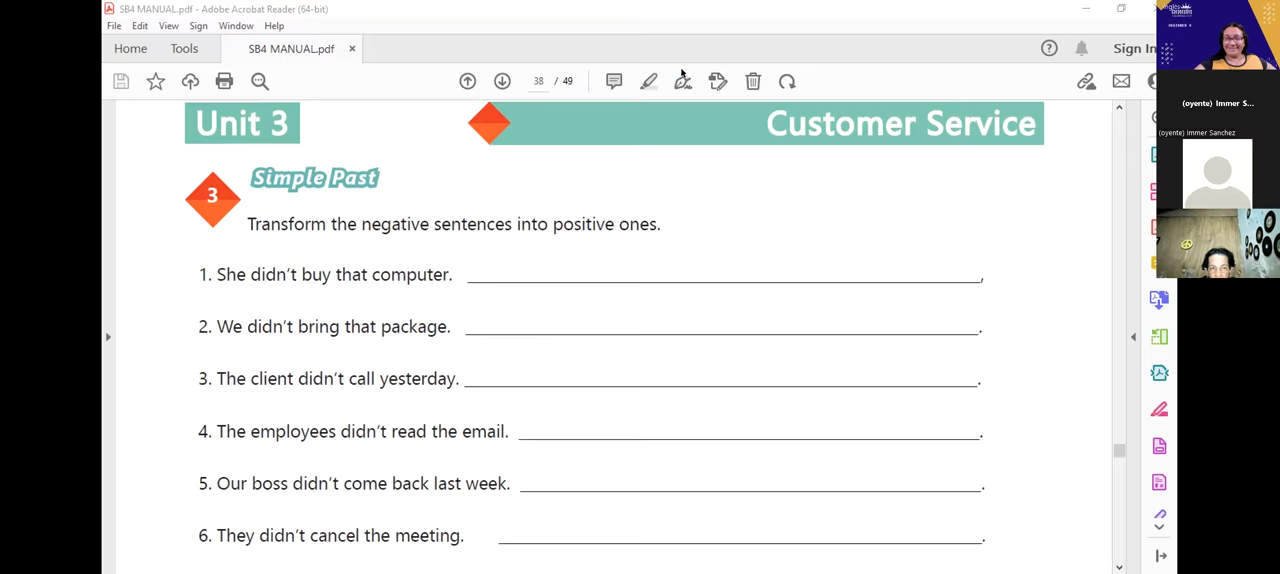 SB4 MANUAL.pdf - Adobe Acrobat Reader (64-bit)
File Edit View Sign Window Help
Home Tools SB4 MANUAL.pdf × Sign In
38 / 49
BEGINNER 4
(oyente) Immer S...
(oyente) Immer Sanchez
Unit 3 Customer Service
3 Simple Past
Transform the negative sentences into positive ones.
1. She didn't buy that computer. ,
2. We didn't bring that package. .
3. The client didn't call yesterday. .
4. The employees didn't read the email. .
5. Our boss didn't come back last week. .
6. They didn't cancel the meeting. .